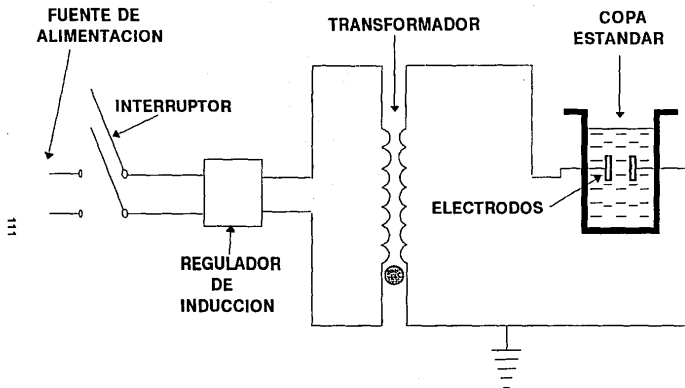 FUENTE DE
ALIMENTACION
INTERRUPTOR
TRANSFORMADOR
COPA
ESTANDAR
ELECTRODOS
REGULADOR
DE
INDUCCION
111